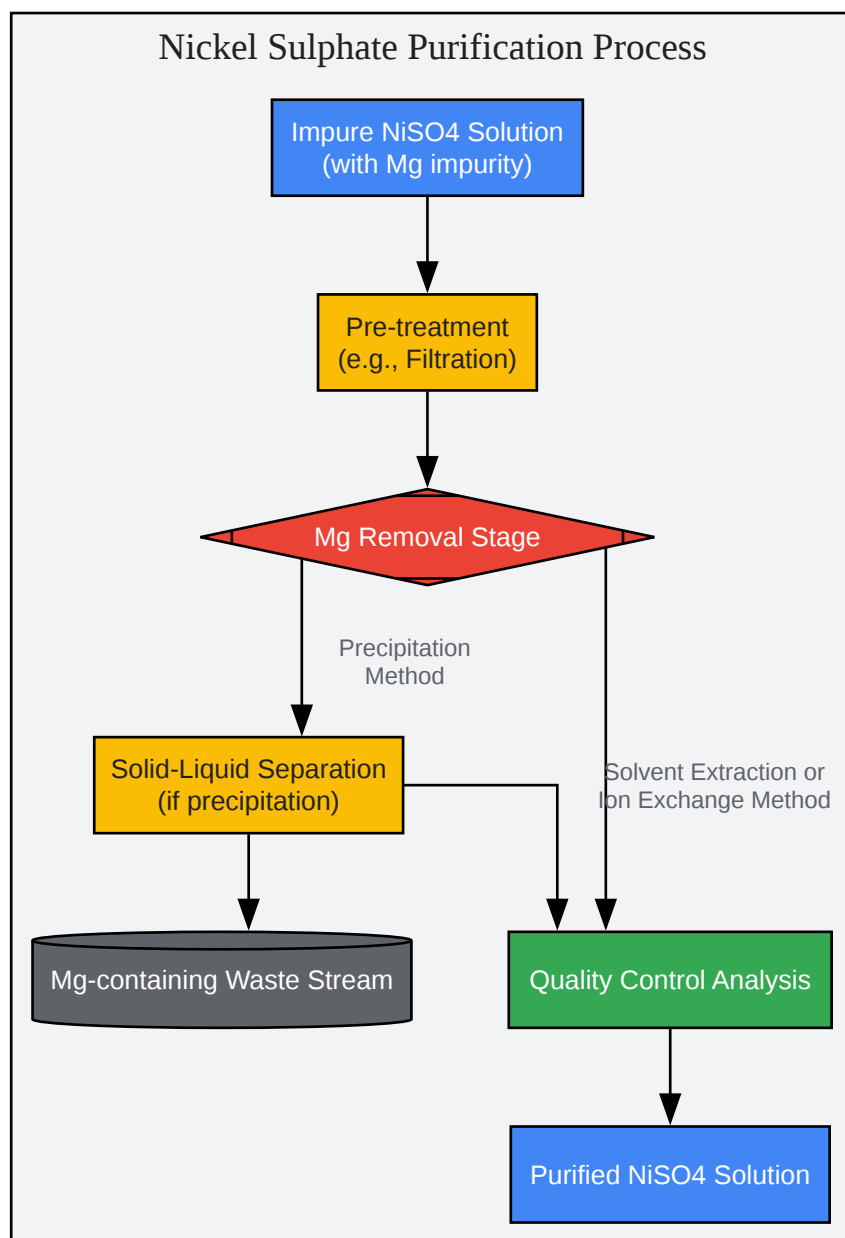 Nickel Sulphate Purification Process
Impure NiSO4 Solution
(with Mg impurity)
Pre-treatment
(e.g., Filtration)
Mg Removal Stage
Precipitation
Method
Solid-Liquid Separation
(if precipitation)
Solvent Extraction or
Ion Exchange Method
Mg-containing Waste Stream
Quality Control Analysis
Purified NiSO4 Solution